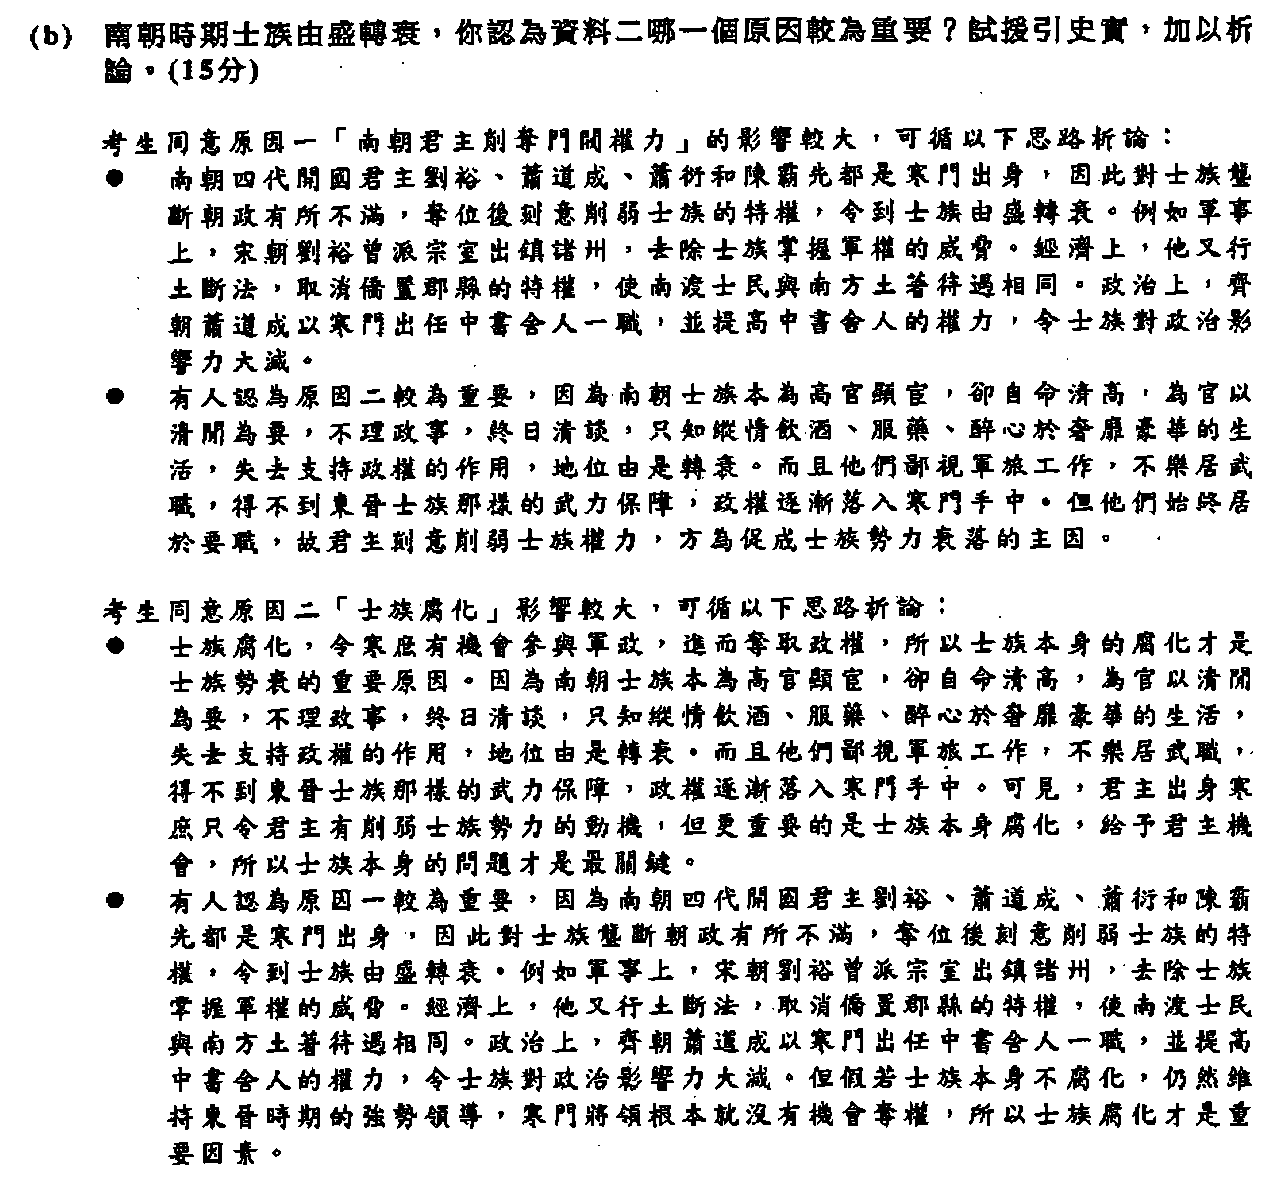 (b) 南朝時期士族由盛轉衰，你認為資料二哪一個原因較為重要？試援引史實，加以析
論。(15分)
考生同意原因一「南朝君主削奪門閥權力」的影響較大，可循以下思路析論：
● 南朝四代開國君主劉裕、蕭道成、蕭衍和陳霸先都是寒門出身，因此對士族壟
斷朝政有所不滿，奪位後刻意削弱士族的特權，令到士族由盛轉衰。例如軍事
上，宋朝劉裕曾派宗室出鎮諸州，去除士族掌握軍權的威脅。經濟上，他又行
土斷法，取消僑置郡縣的特權，使南渡士民與南方土著待遇相同。政治上，齊
朝蕭道成以寒門出任中書舍人一職，並提高中書舍人的權力，令士族對政治影
響力大減。
● 有人認為原因二較為重要，因為南朝士族本為高官顯宦，卻自命清高，為官以
清閒為要，不理政事，終日清談，只知縱情飲酒、服藥、醉心於奢靡豪華的生
活，失去支持政權的作用，地位由是轉衰。而且他們鄙視軍旅工作，不樂居武
職，得不到東晉士族那樣的武力保障，政權逐漸落入寒門手中。但他們始終居
於要職，故君主刻意削弱士族權力，方為促成士族勢力衰落的主因。
考生同意原因二「士族腐化」影響較大，可循以下思路析論：
● 士族腐化，令寒庶有機會參與軍政，進而奪取政權，所以士族本身的腐化才是
士族勢衰的重要原因。因為南朝士族本為高官顯宦，卻自命清高，為官以清閒
為要，不理政事，終日清談，只知縱情飲酒、服藥、醉心於奢靡豪華的生活，
失去支持政權的作用，地位由是轉衰。而且他們鄙視軍旅工作，不樂居武職，
得不到東晉士族那樣的武力保障，政權逐漸落入寒門手中。可見，君主出身寒
庶只令君主有削弱士族勢力的動機，但更重要的是士族本身腐化，給予君主機
會，所以士族本身的問題才是最關鍵。
● 有人認為原因一較為重要，因為南朝四代開國君主劉裕、蕭道成、蕭衍和陳霸
先都是寒門出身，因此對士族壟斷朝政有所不滿，奪位後刻意削弱士族的特
權，令到士族由盛轉衰。例如軍事上，宋朝劉裕曾派宗室出鎮諸州，去除士族
掌握軍權的威脅。經濟上，他又行土斷法，取消僑置郡縣的特權，使南渡士民
與南方土著待遇相同。政治上，齊朝蕭道成以寒門出任中書舍人一職，並提高
中書舍人的權力，令士族對政治影響力大減。但假若士族本身不腐化，仍然維
持東晉時期的強勢領導，寒門將領根本就沒有機會奪權，所以士族腐化才是重
要因素。